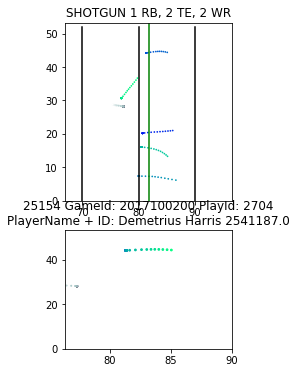 SHOTGUN 1 RB, 2 TE, 2 WR
50
40
30
20
10
0
70 80 90
25154 GameId: 2017100200 PlayId: 2704
PlayerName + ID: Demetrius Harris 2541187.0
40
20
0
80 85 90